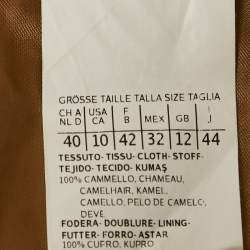 GRÖSSE TAILLE TALLA SIZE TAGLIA
CH A USA F I
NL D CA B MEX GB J
40 10 42 32 12 44
TESSUTO-TISSU-CLOTH-STOFF-
TEJIDO-TECIDO-KUMAŞ
100% CAMMELLO, CHAMEAU,
CAMELHAIR, KAMEL,
CAMELLO, PELO DE CAMELO,
DEVE
FODERA-DOUBLURE-LINING-
FUTTER-FORRO-ASTAR
100% CUPRO, KUPRO